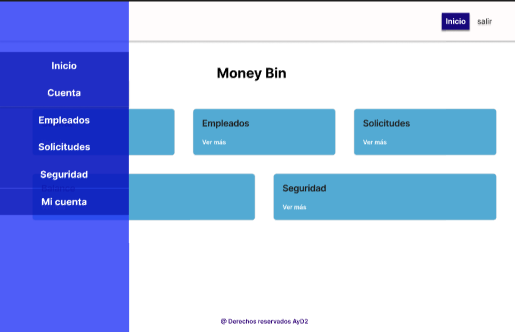 Inicio
salir
Inicio
Cuenta
Empleados
Solicitudes
Seguridad
Mi cuenta
Money Bin
Empleados
Ver más
Solicitudes
Ver más
Seguridad
Ver más
@ Derechos reservados AyD2